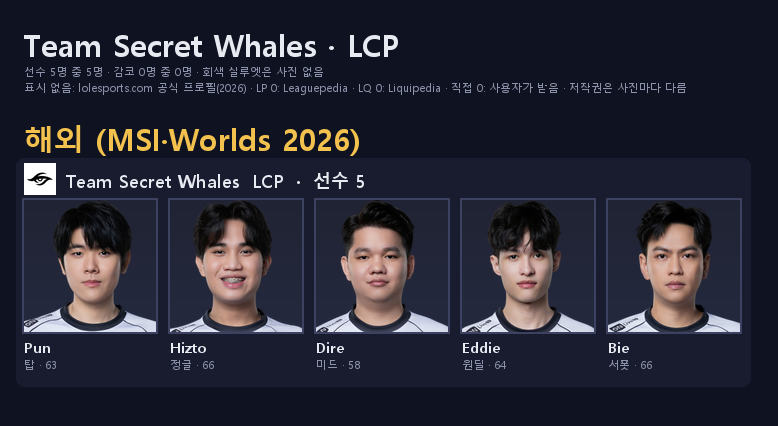 Team Secret Whales · LCP
선수 5명 중 5명 · 감코 0명 중 0명 · 회색 실루엣은 사진 없음
표시 없음: lolesports.com 공식 프로필(2026) · LP 0: Leaguepedia · LQ 0: Liquipedia · 직접 0: 사용자가 받음 · 저작권은 사진마다 다름
해외 (MSI·Worlds 2026)
Team Secret Whales LCP · 선수 5
Pun Hizto Dire Eddie Bie
탑 · 63 정글 · 66 미드 · 58 원딜 · 64 서폿 · 66